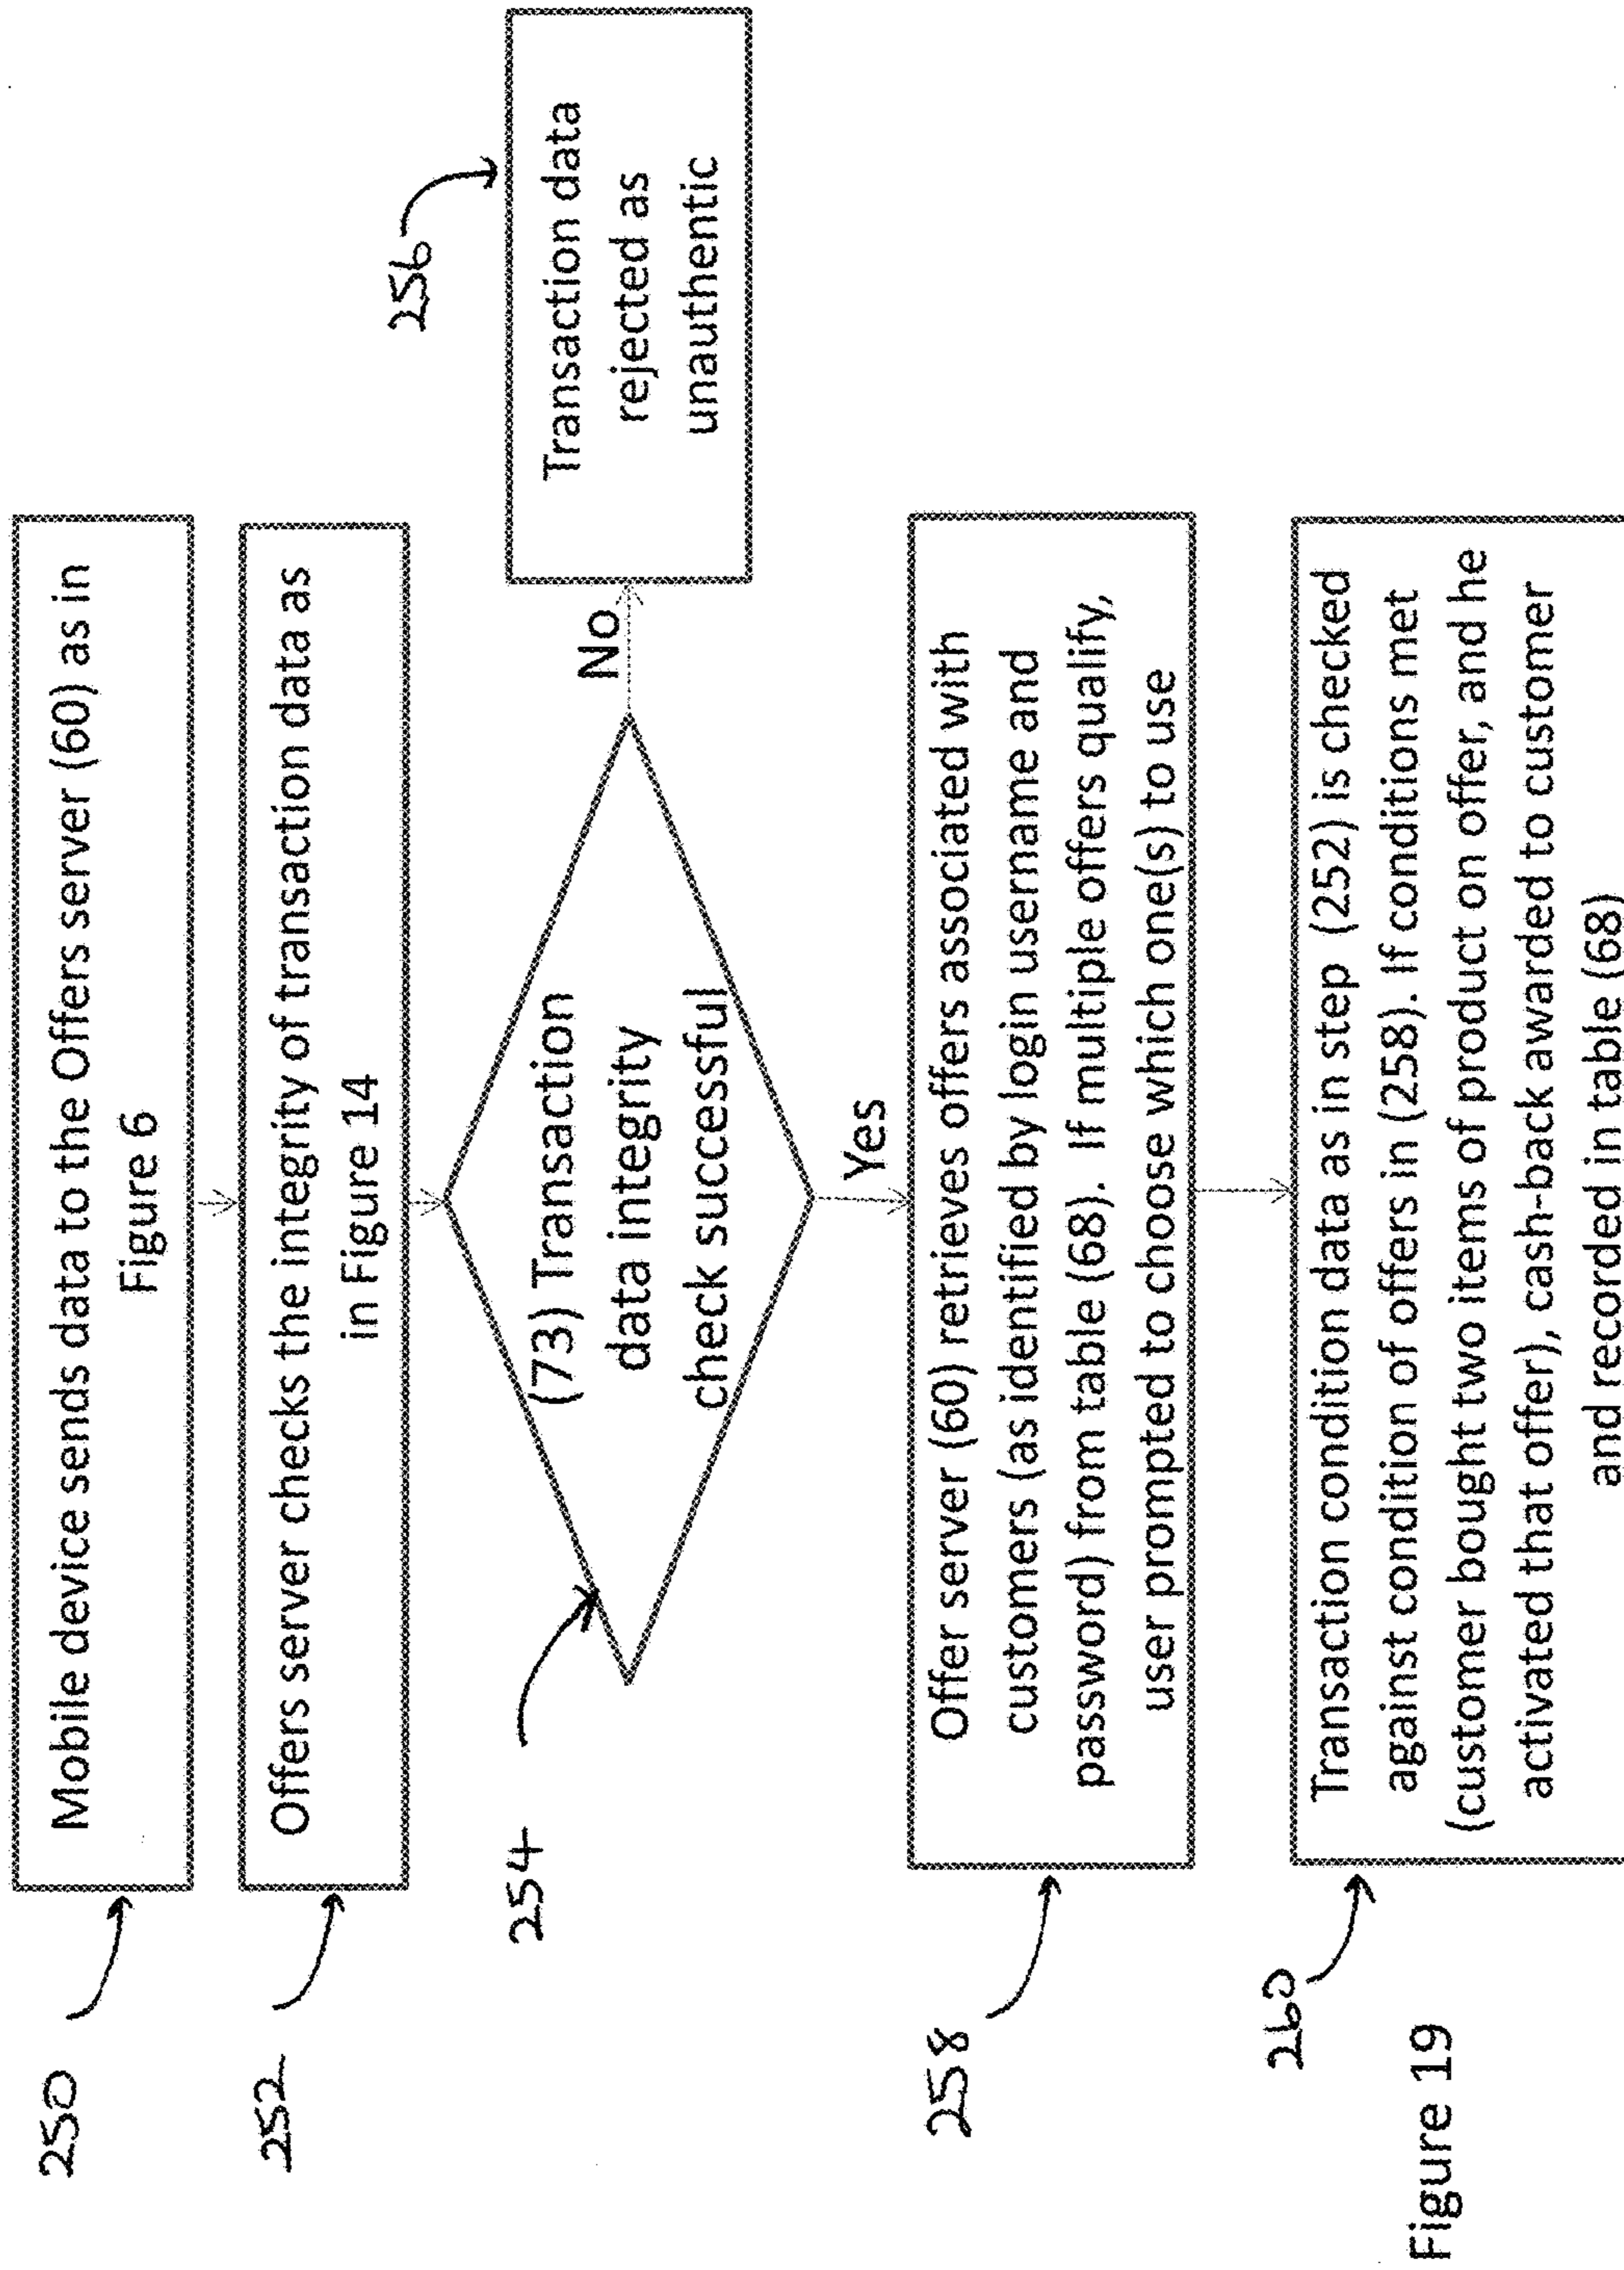 250
Mobile device sends data to the Offers server (60) as in
Figure 6
252
Offers server checks the integrity of transaction data as
in Figure 14
254
(73) Transaction
data integrity
check successful
No
256
Transaction data
rejected as
unauthentic
Yes
258
Offer server (60) retrieves offers associated with
customers (as identified by login username and
password) from table (68). If multiple offers qualify,
user prompted to choose which one(s) to use
260
Transaction condition data as in step (252) is checked
against condition of offers in (258). If conditions met
(customer bought two items of product on offer, and he
activated that offer), cash-back awarded to customer
and recorded in table (68)
Figure 19